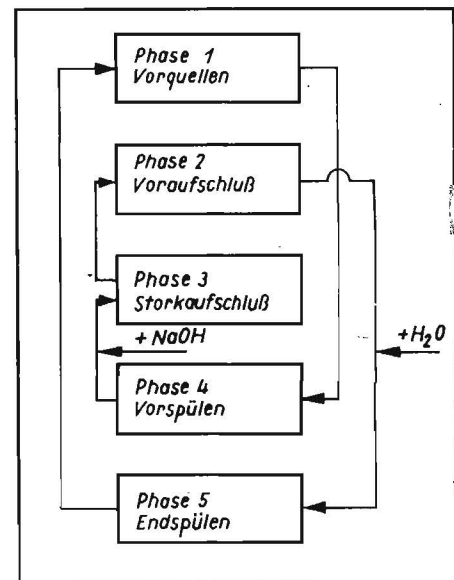 Phase 1
Vorquellen
Phase 2
Voraufschluß
Phase 3
Storkaufschluß
+ NaOH
+H₂O
Phase 4
Vorspülen
Phase 5
Endspülen